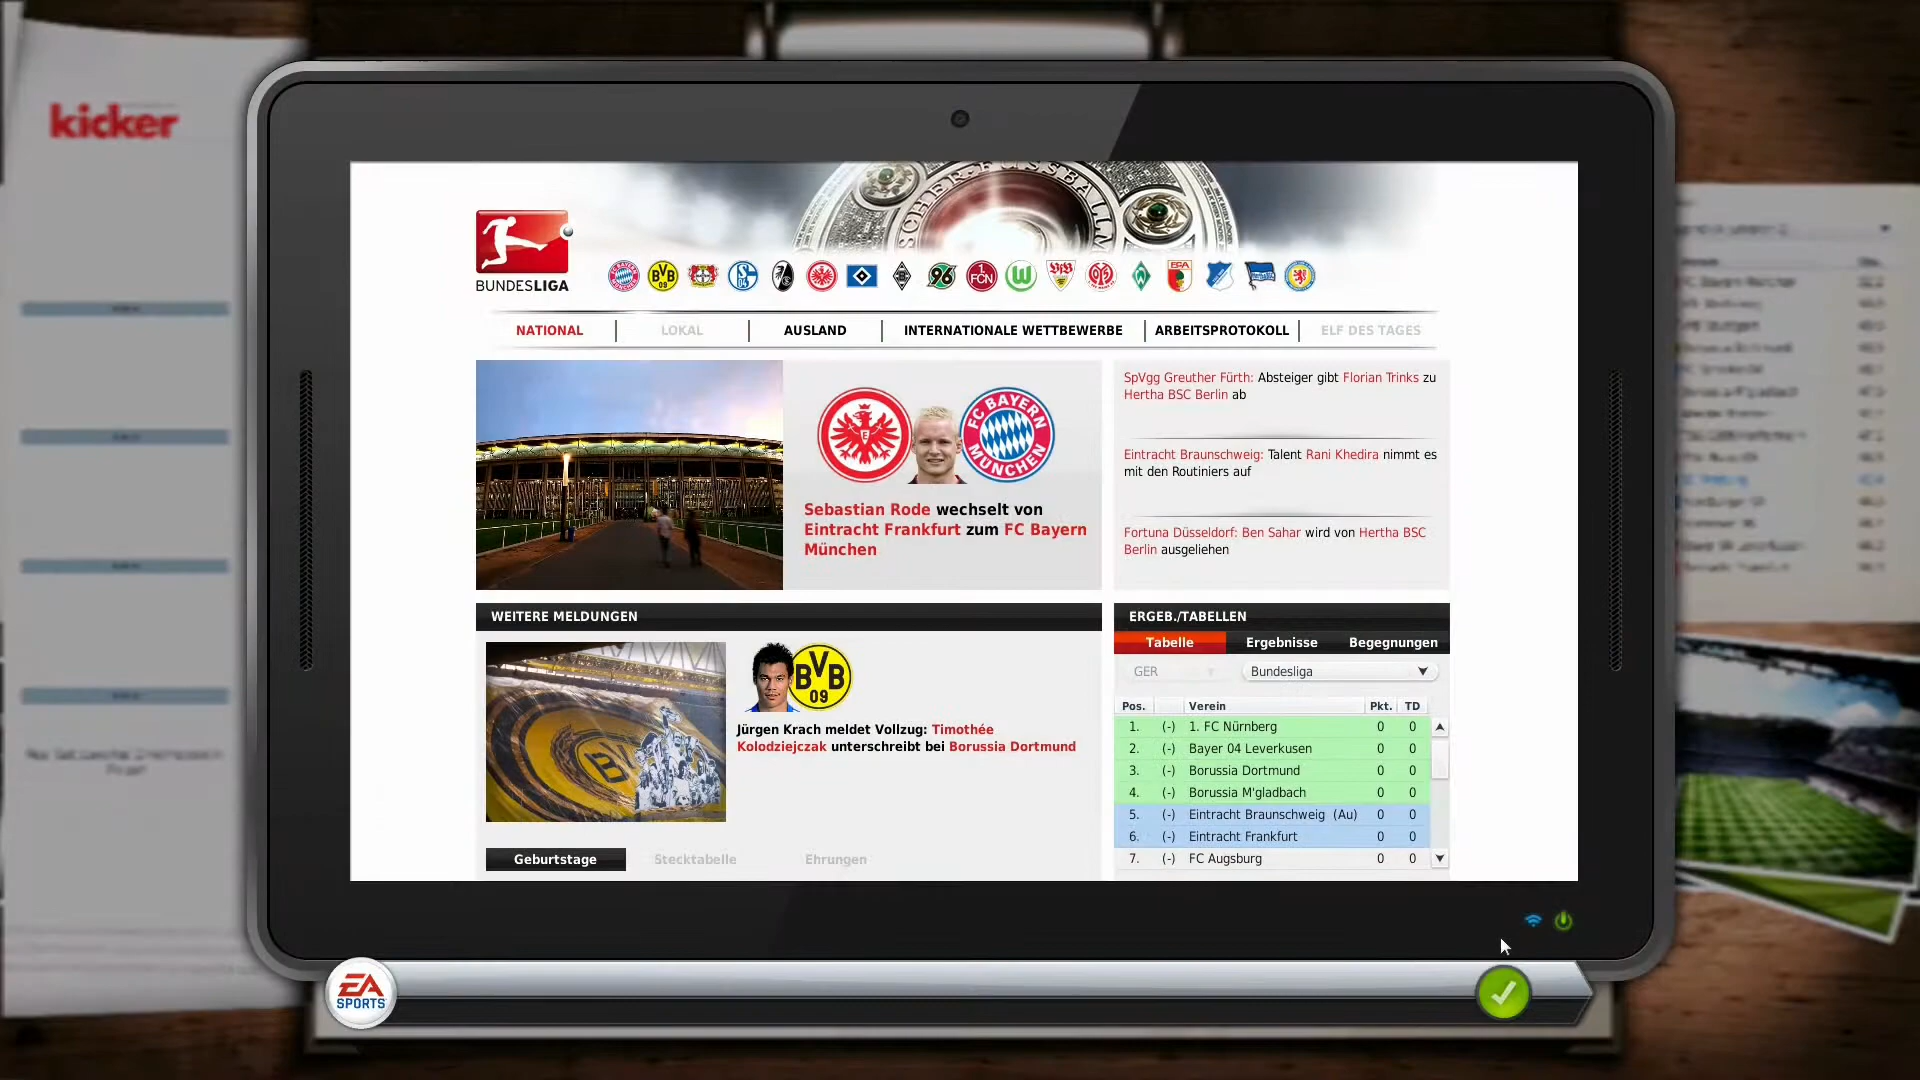 kicker
BUNDESLIGA
NATIONAL
LOKAL
AUSLAND
INTERNATIONALE WETTBEWERBE
ARBEITSPROTOKOLL
ELF DES TAGES
Sebastian Rode wechselt von
Eintracht Frankfurt zum FC Bayern
München
SpVgg Greuther Fürth: Absteiger gibt Florian Trinks zu
Hertha BSC Berlin ab
Eintracht Braunschweig: Talent Rani Khedira nimmt es
mit den Routiniers auf
Fortuna Düsseldorf: Ben Sahar wird von Hertha BSC
Berlin ausgeliehen
WEITERE MELDUNGEN
Jürgen Krach meldet Vollzug: Timothée
Kolodziejczak unterschreibt bei Borussia Dortmund
Geburtstage
Stecktabelle
Ehrungen
ERGEB./TABELLEN
Tabelle Ergebnisse Begegnungen
GER Bundesliga
Pos. Verein Pkt. TD
1. (-) 1. FC Nürnberg 0 0
2. (-) Bayer 04 Leverkusen 0 0
3. (-) Borussia Dortmund 0 0
4. (-) Borussia M'gladbach 0 0
5. (-) Eintracht Braunschweig (Au) 0 0
6. (-) Eintracht Frankfurt 0 0
7. (-) FC Augsburg 0 0
FC BAYERN
MÜNCHEN
BVB
09
EA
SPORTS